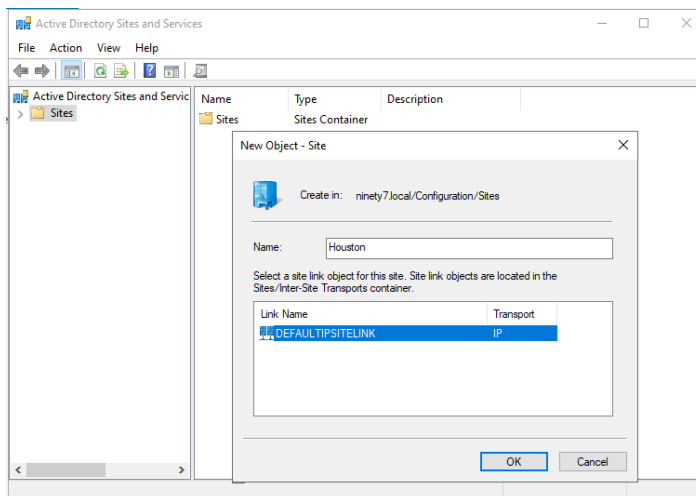 Active Directory Sites and Services
File Action View Help
Active Directory Sites and Servic
Name Type Description
Sites
Sites Sites Container
New Object - Site
Create in: ninety7.local/Configuration/Sites
Name: Houston
Select a site link object for this site. Site link objects are located in the
Sites/Inter-Site Transports container.
Link Name Transport
DEFAULTIPSITELINK IP
OK Cancel